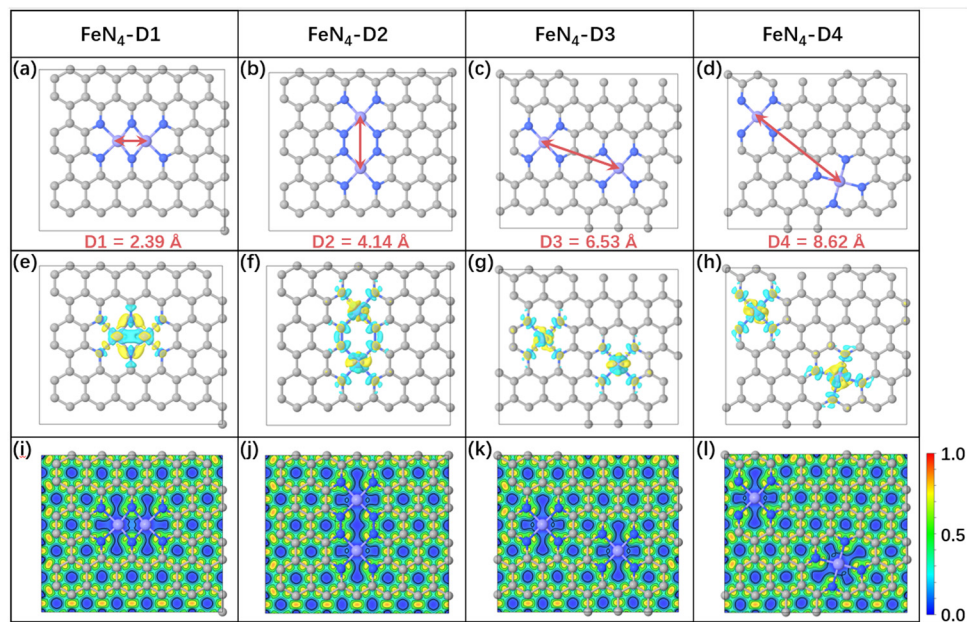 FeN₄-D1 FeN₄-D2 FeN₄-D3 FeN₄-D4
(a) (b) (c) (d)
D1 = 2.39 Å D2 = 4.14 Å D3 = 6.53 Å D4 = 8.62 Å
(e) (f) (g) (h)
(i) (j) (k) (l)
1.0
0.5
0.0